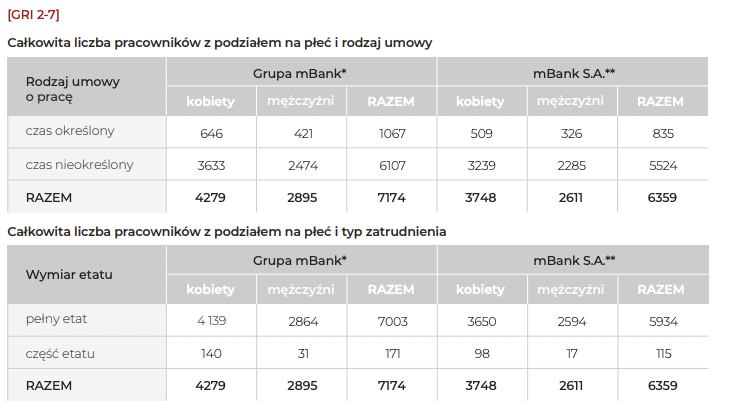 [GRI 2-7]
Całkowita liczba pracowników z podziałem na płeć i rodzaj umowy
Rodzaj umowy o pracę Grupa mBank* mBank S.A.**
kobiety mężczyźni RAZEM kobiety mężczyźni RAZEM
czas określony 646 421 1067 509 326 835
czas nieokreślony 3633 2474 6107 3239 2285 5524
RAZEM 4279 2895 7174 3748 2611 6359
Całkowita liczba pracowników z podziałem na płeć i typ zatrudnienia
Wymiar etatu Grupa mBank* mBank S.A.**
kobiety mężczyźni RAZEM kobiety mężczyźni RAZEM
pełny etat 4 139 2864 7003 3650 2594 5934
część etatu 140 31 171 98 17 115
RAZEM 4279 2895 7174 3748 2611 6359